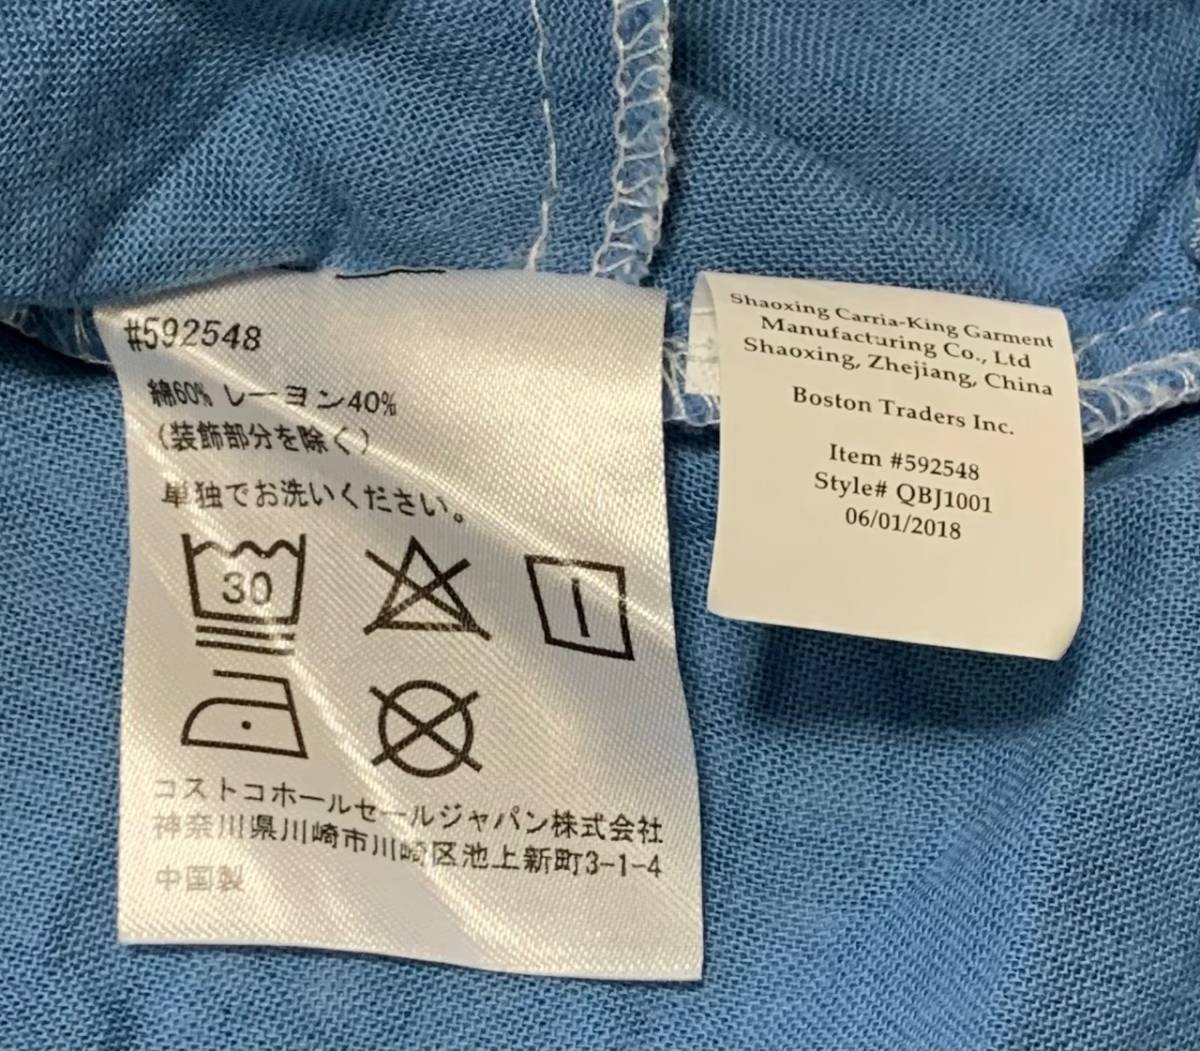 #592548
綿60% レーヨン40%
(装飾部分を除く)
単独でお洗いください。
30
コストコホールセールジャパン株式会社
神奈川県川崎市川崎区池上新町3-1-4
中国製
Shaoxing Carria-King Garment
Manufacturing Co., Ltd
Shaoxing, Zhejiang, China
Boston Traders Inc.
Item #592548
Style# QBJ1001
06/01/2018